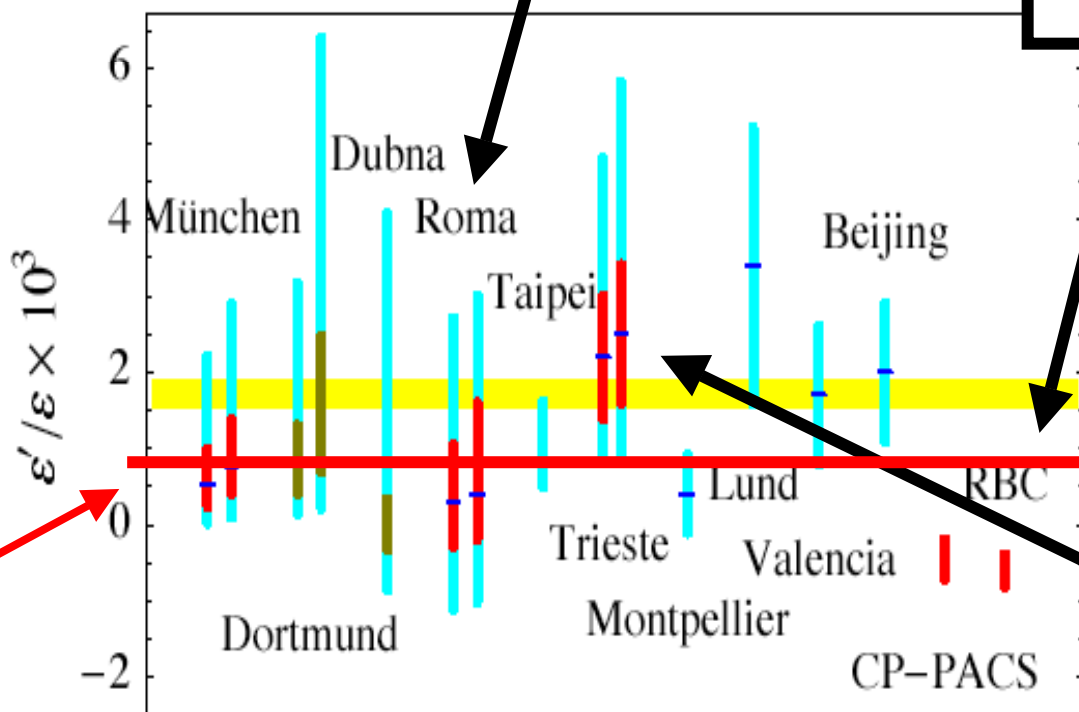 ε′/ε × 10³
6
4
2
0
−2
Dubna
München
Roma
Beijing
Taipei
Lund
RBC
Trieste
Valencia
Montpellier
Dortmund
CP−PACS